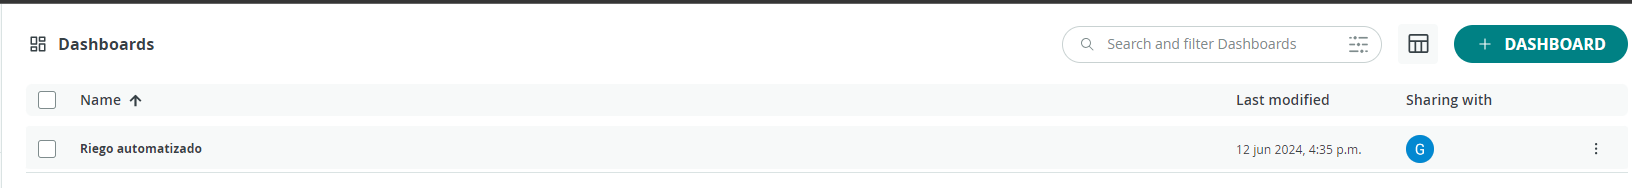 Dashboards
Search and filter Dashboards
+ DASHBOARD
Name ↑ Last modified Sharing with
Riego automatizado 12 jun 2024, 4:35 p.m. G